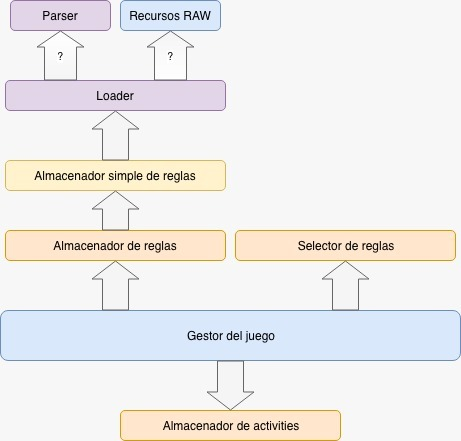 Parser
Recursos RAW
?
?
Loader
Almacenador simple de reglas
Almacenador de reglas
Selector de reglas
Gestor del juego
Almacenador de activities